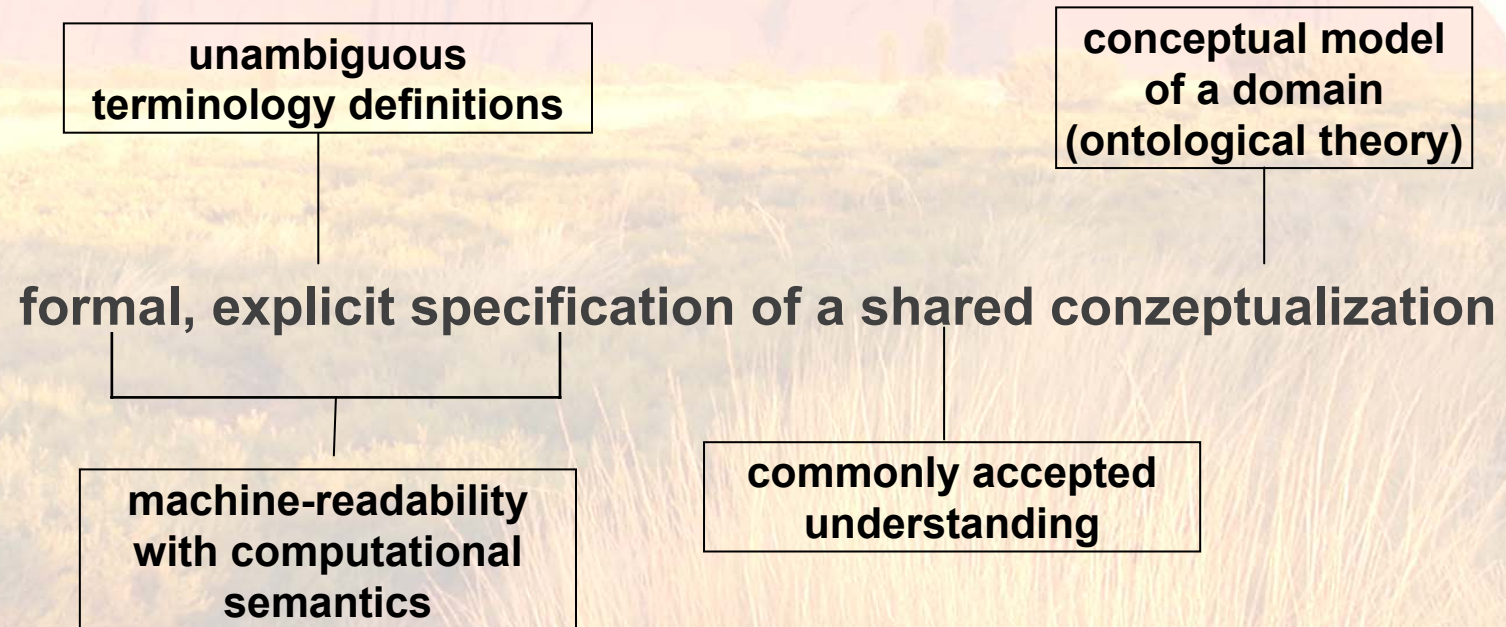 unambiguous
terminology definitions
conceptual model
of a domain
(ontological theory)
formal, explicit specification of a shared conzeptualization
machine-readability
with computational
semantics
commonly accepted
understanding